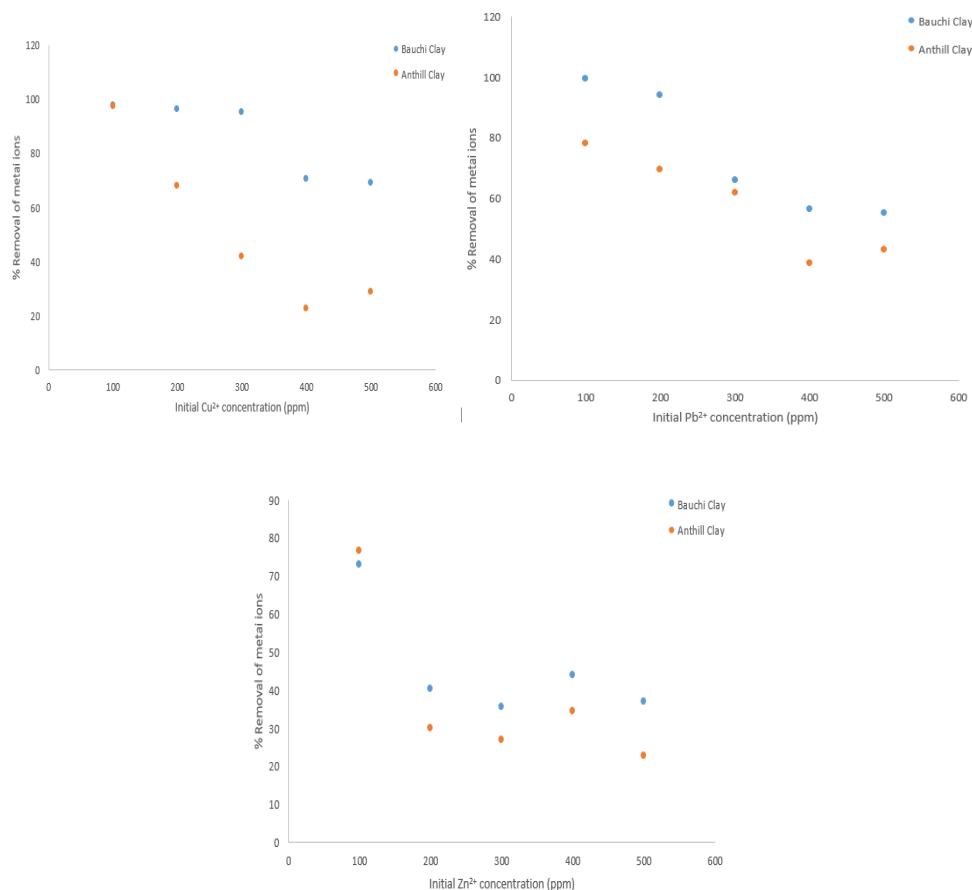 Bauchi Clay
Anthill Clay
% Removal of metai ions
120
100
80
60
40
20
0
0 100 200 300 400 500 600
Initial Cu²⁺ concentration (ppm)
Bauchi Clay
Anthill Clay
% Removal of metai ions
120
100
80
60
40
20
0
0 100 200 300 400 500 600
Initial Pb²⁺ concentration (ppm)
Bauchi Clay
Anthill Clay
% Removal of metai ions
90
80
70
60
50
40
30
20
10
0
0 100 200 300 400 500 600
Initial Zn²⁺ concentration (ppm)